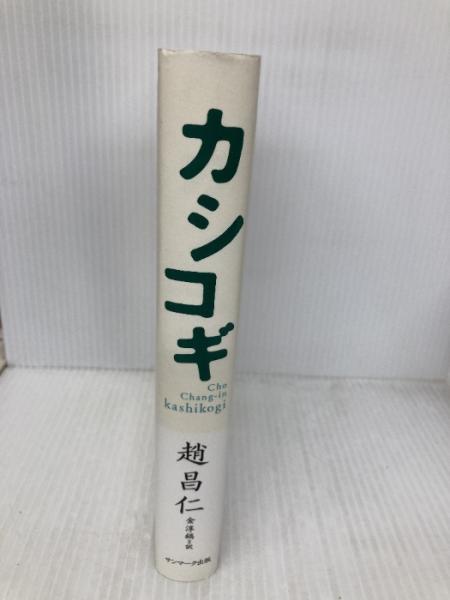 カシコギ
Cho
Chang-in
kashikogi
趙昌仁
金淳鎬=訳
サンマーク出版